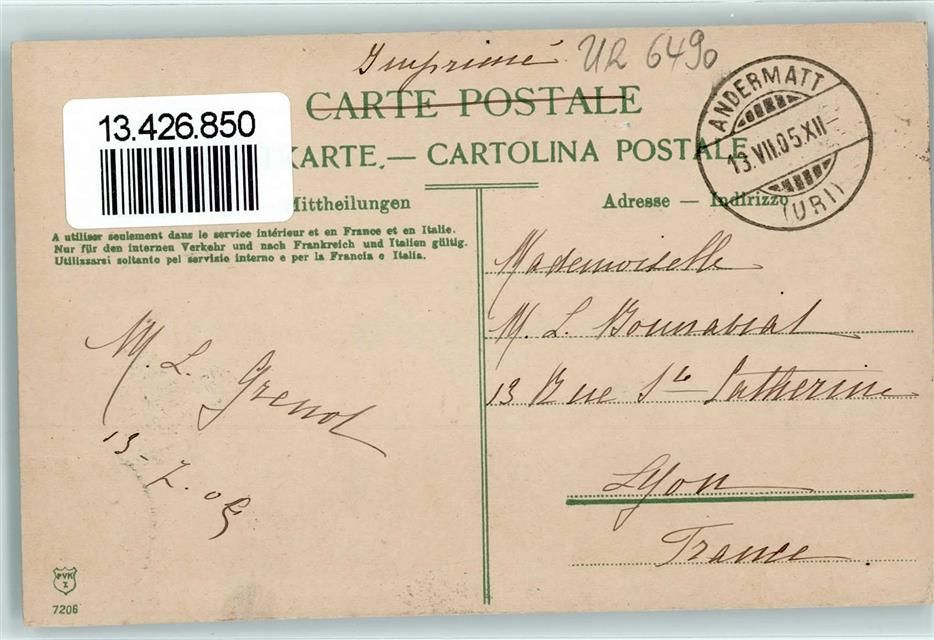 Imprimé
UR 6490
CARTE POSTALE
13.426.850
KARTE. — CARTOLINA POSTALE
ANDERMATT
13.VII.05.XII-
(URI)
Mittheilungen
Adresse — Indirizzo
A utiliser seulement dans le service intérieur et en France et en Italie.
Nur für den internen Verkehr und nach Frankreich und Italien gültig.
Utilizzarsi soltanto pel servizio interno e per la Francia e Italia.
M. L. Grenot
13-7.05
Mademoiselle
M. L.
13 Rue Ste Catherine
Lyon
France
PVK
Z
7206